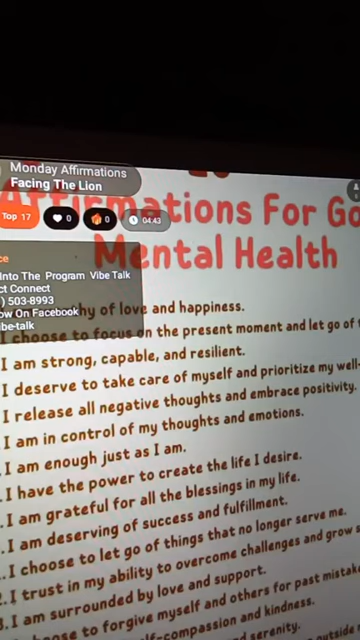 Monday Affirmations
Facing The Lion
Top 17
0
0
04:43
Affirmations For Go
Mental Health
Into The Program Vibe Talk
ct Connect
) 503-8993
ow On Facebook
ibe-talk
hy of love and happiness.
I choose to focus on the present moment and let go of
I am strong, capable, and resilient.
I deserve to take care of myself and prioritize my well-
I release all negative thoughts and embrace positivity.
I am in control of my thoughts and emotions.
I am enough just as I am.
.I have the power to create the life I desire.
.I am grateful for all the blessings in my life.
.I am deserving of success and fulfillment.
.I choose to let go of things that no longer serve me.
2.I trust in my ability to overcome challenges and grow
3.I am surrounded by love and support.
to forgive myself and others for past mistake
self-compassion and kindness.
serenity.
outside